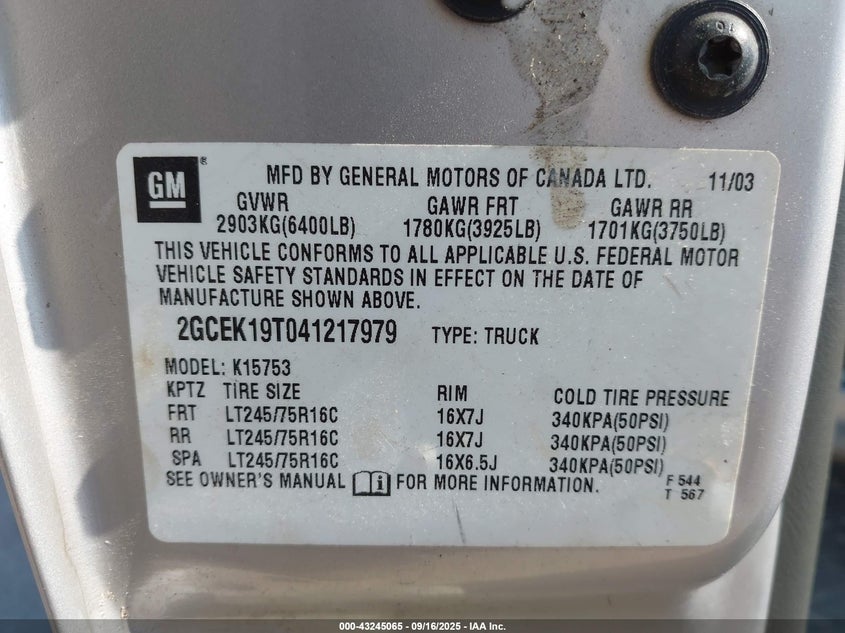 10
GM®
MFD BY GENERAL MOTORS OF CANADA LTD. 11/03
GVWR GAWR FRT GAWR RR
2903KG(6400LB) 1780KG(3925LB) 1701KG(3750LB)
THIS VEHICLE CONFORMS TO ALL APPLICABLE U.S. FEDERAL MOTOR
VEHICLE SAFETY STANDARDS IN EFFECT ON THE DATE OF
MANUFACTURE SHOWN ABOVE.
2GCEK19T041217979 TYPE: TRUCK
MODEL: K15753
KPTZ TIRE SIZE RIM COLD TIRE PRESSURE
FRT LT245/75R16C 16X7J 340KPA(50PSI)
RR LT245/75R16C 16X7J 340KPA(50PSI)
SPA LT245/75R16C 16X6.5J 340KPA(50PSI)
SEE OWNER'S MANUAL i FOR MORE INFORMATION.
F 544
T 567
000-43245065 - 09/16/2025 - IAA Inc.